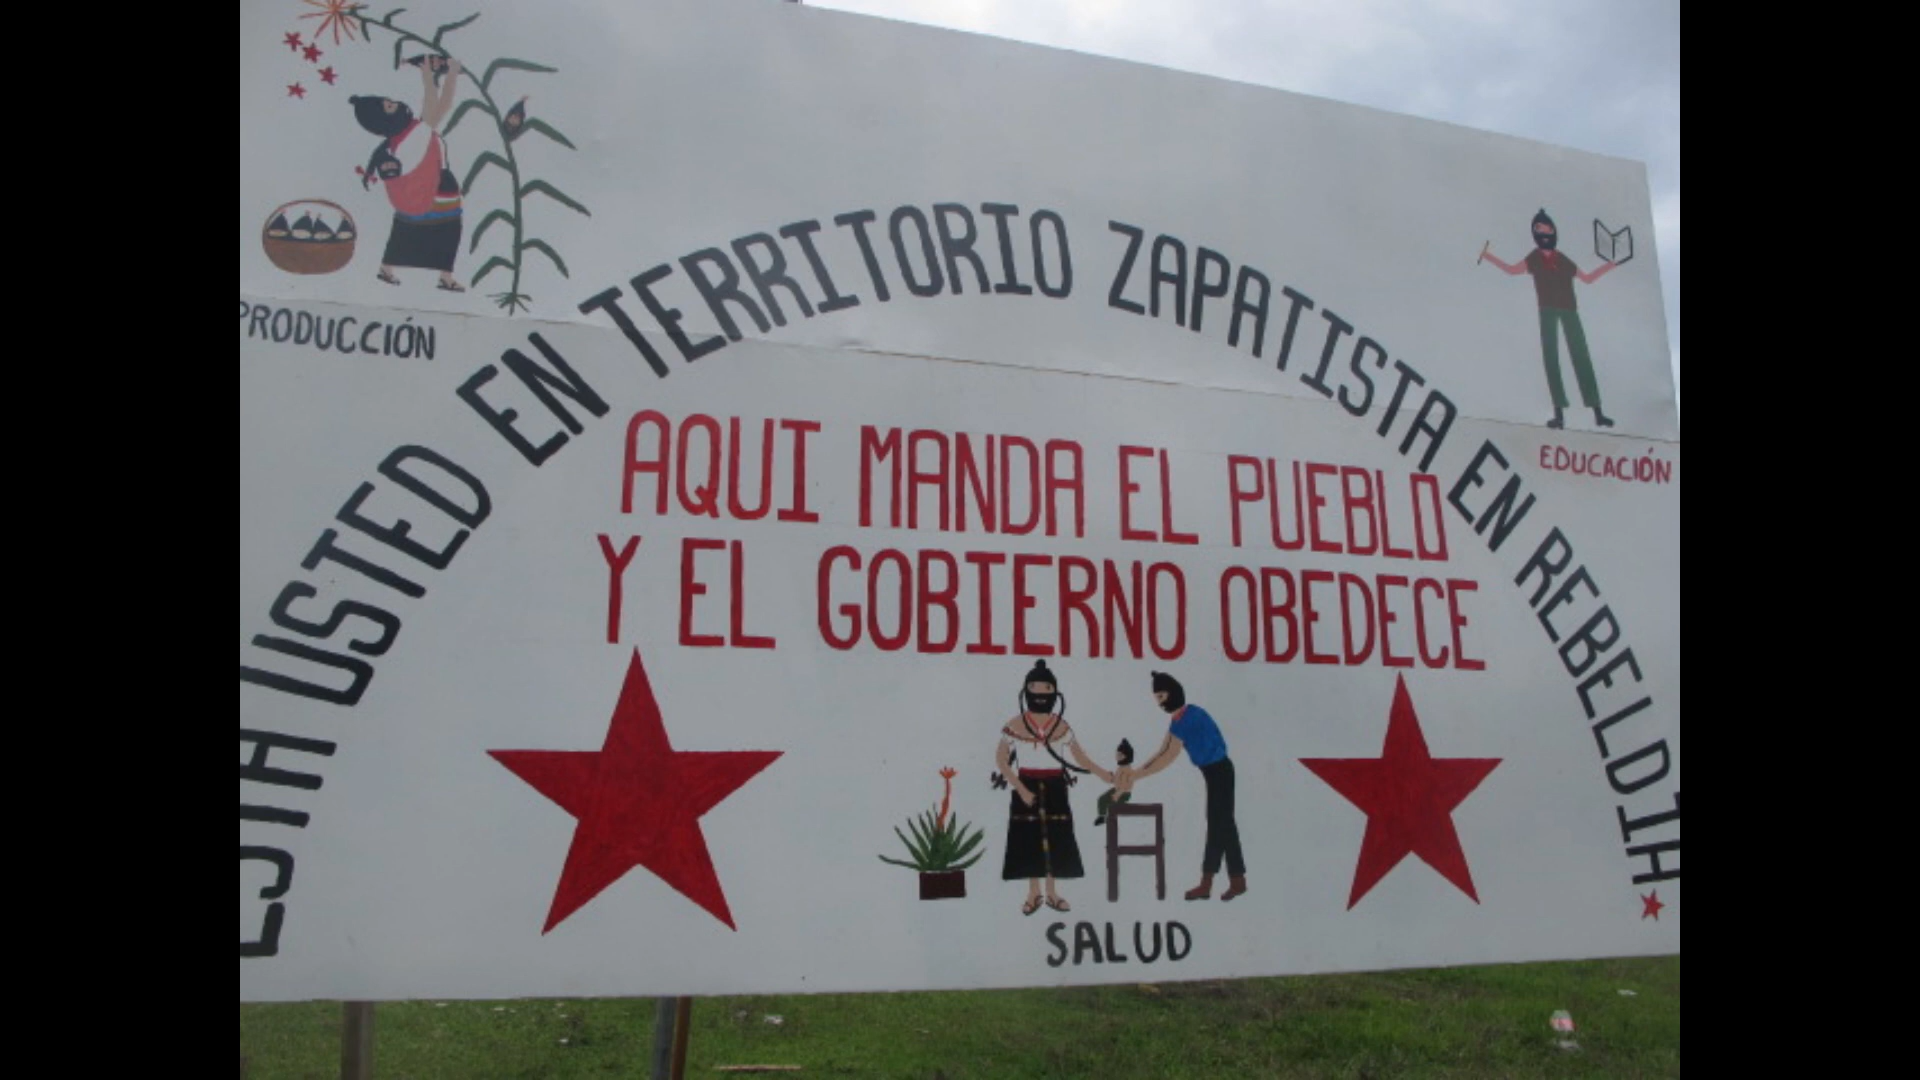 ESTA USTED EN TERRITORIO ZAPATISTA EN REBELDIA
PRODUCCIÓN
EDUCACIÓN
AQUI MANDA EL PUEBLO
Y EL GOBIERNO OBEDECE
SALUD